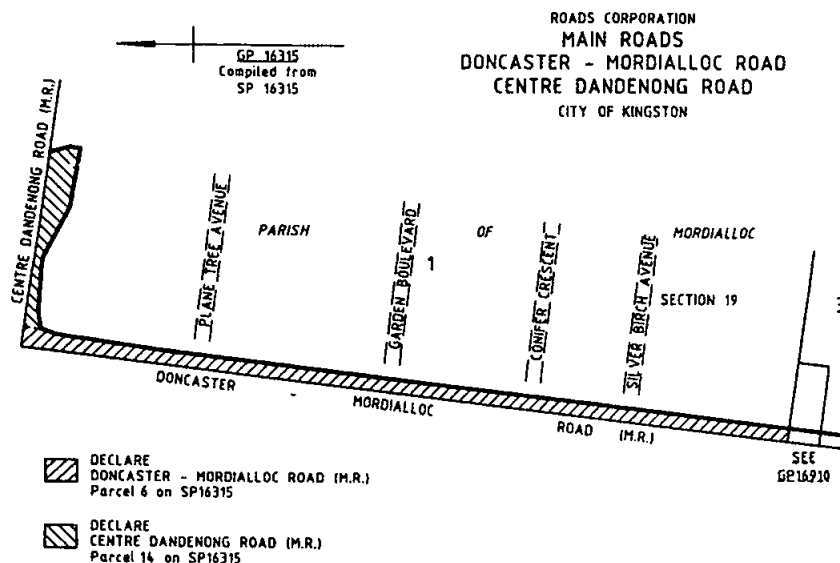 ROADS CORPORATION
MAIN ROADS
DONCASTER - MORDIALLOC ROAD
CENTRE DANDENONG ROAD
CITY OF KINGSTON
GP 16315
Compiled from
SP 16315
CENTRE DANDENONG ROAD (M.R.)
PLANE TREE AVENUE
PARISH
GARDEN BOULEVARD
1
OF
CONIFER CRESCENT
SILVER BIRCH AVENUE
MORDIALLOC
SECTION 19
DONCASTER
MORDIALLOC
ROAD (M.R.)
SEE
GP16910
DECLARE
DONCASTER - MORDIALLOC ROAD (M.R.)
Parcel 6 on SP16315
DECLARE
CENTRE DANDENONG ROAD (M.R.)
Parcel 14 on SP16315